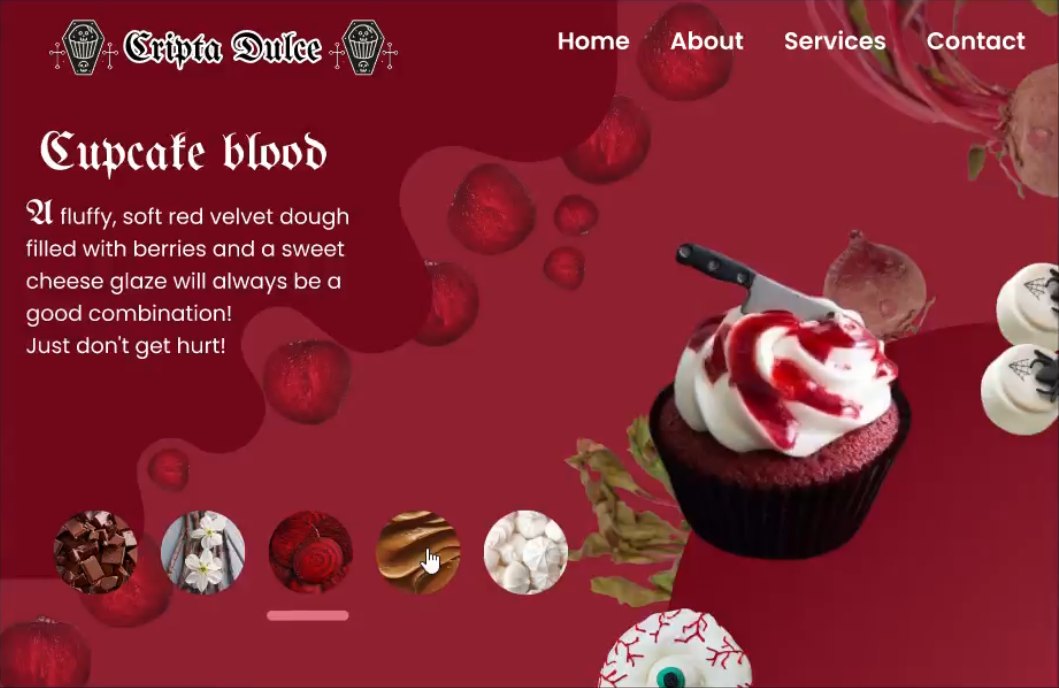 Cripta Dulce
Home About Services Contact
Cupcake blood
A fluffy, soft red velvet dough
filled with berries and a sweet
cheese glaze will always be a
good combination!
Just don't get hurt!